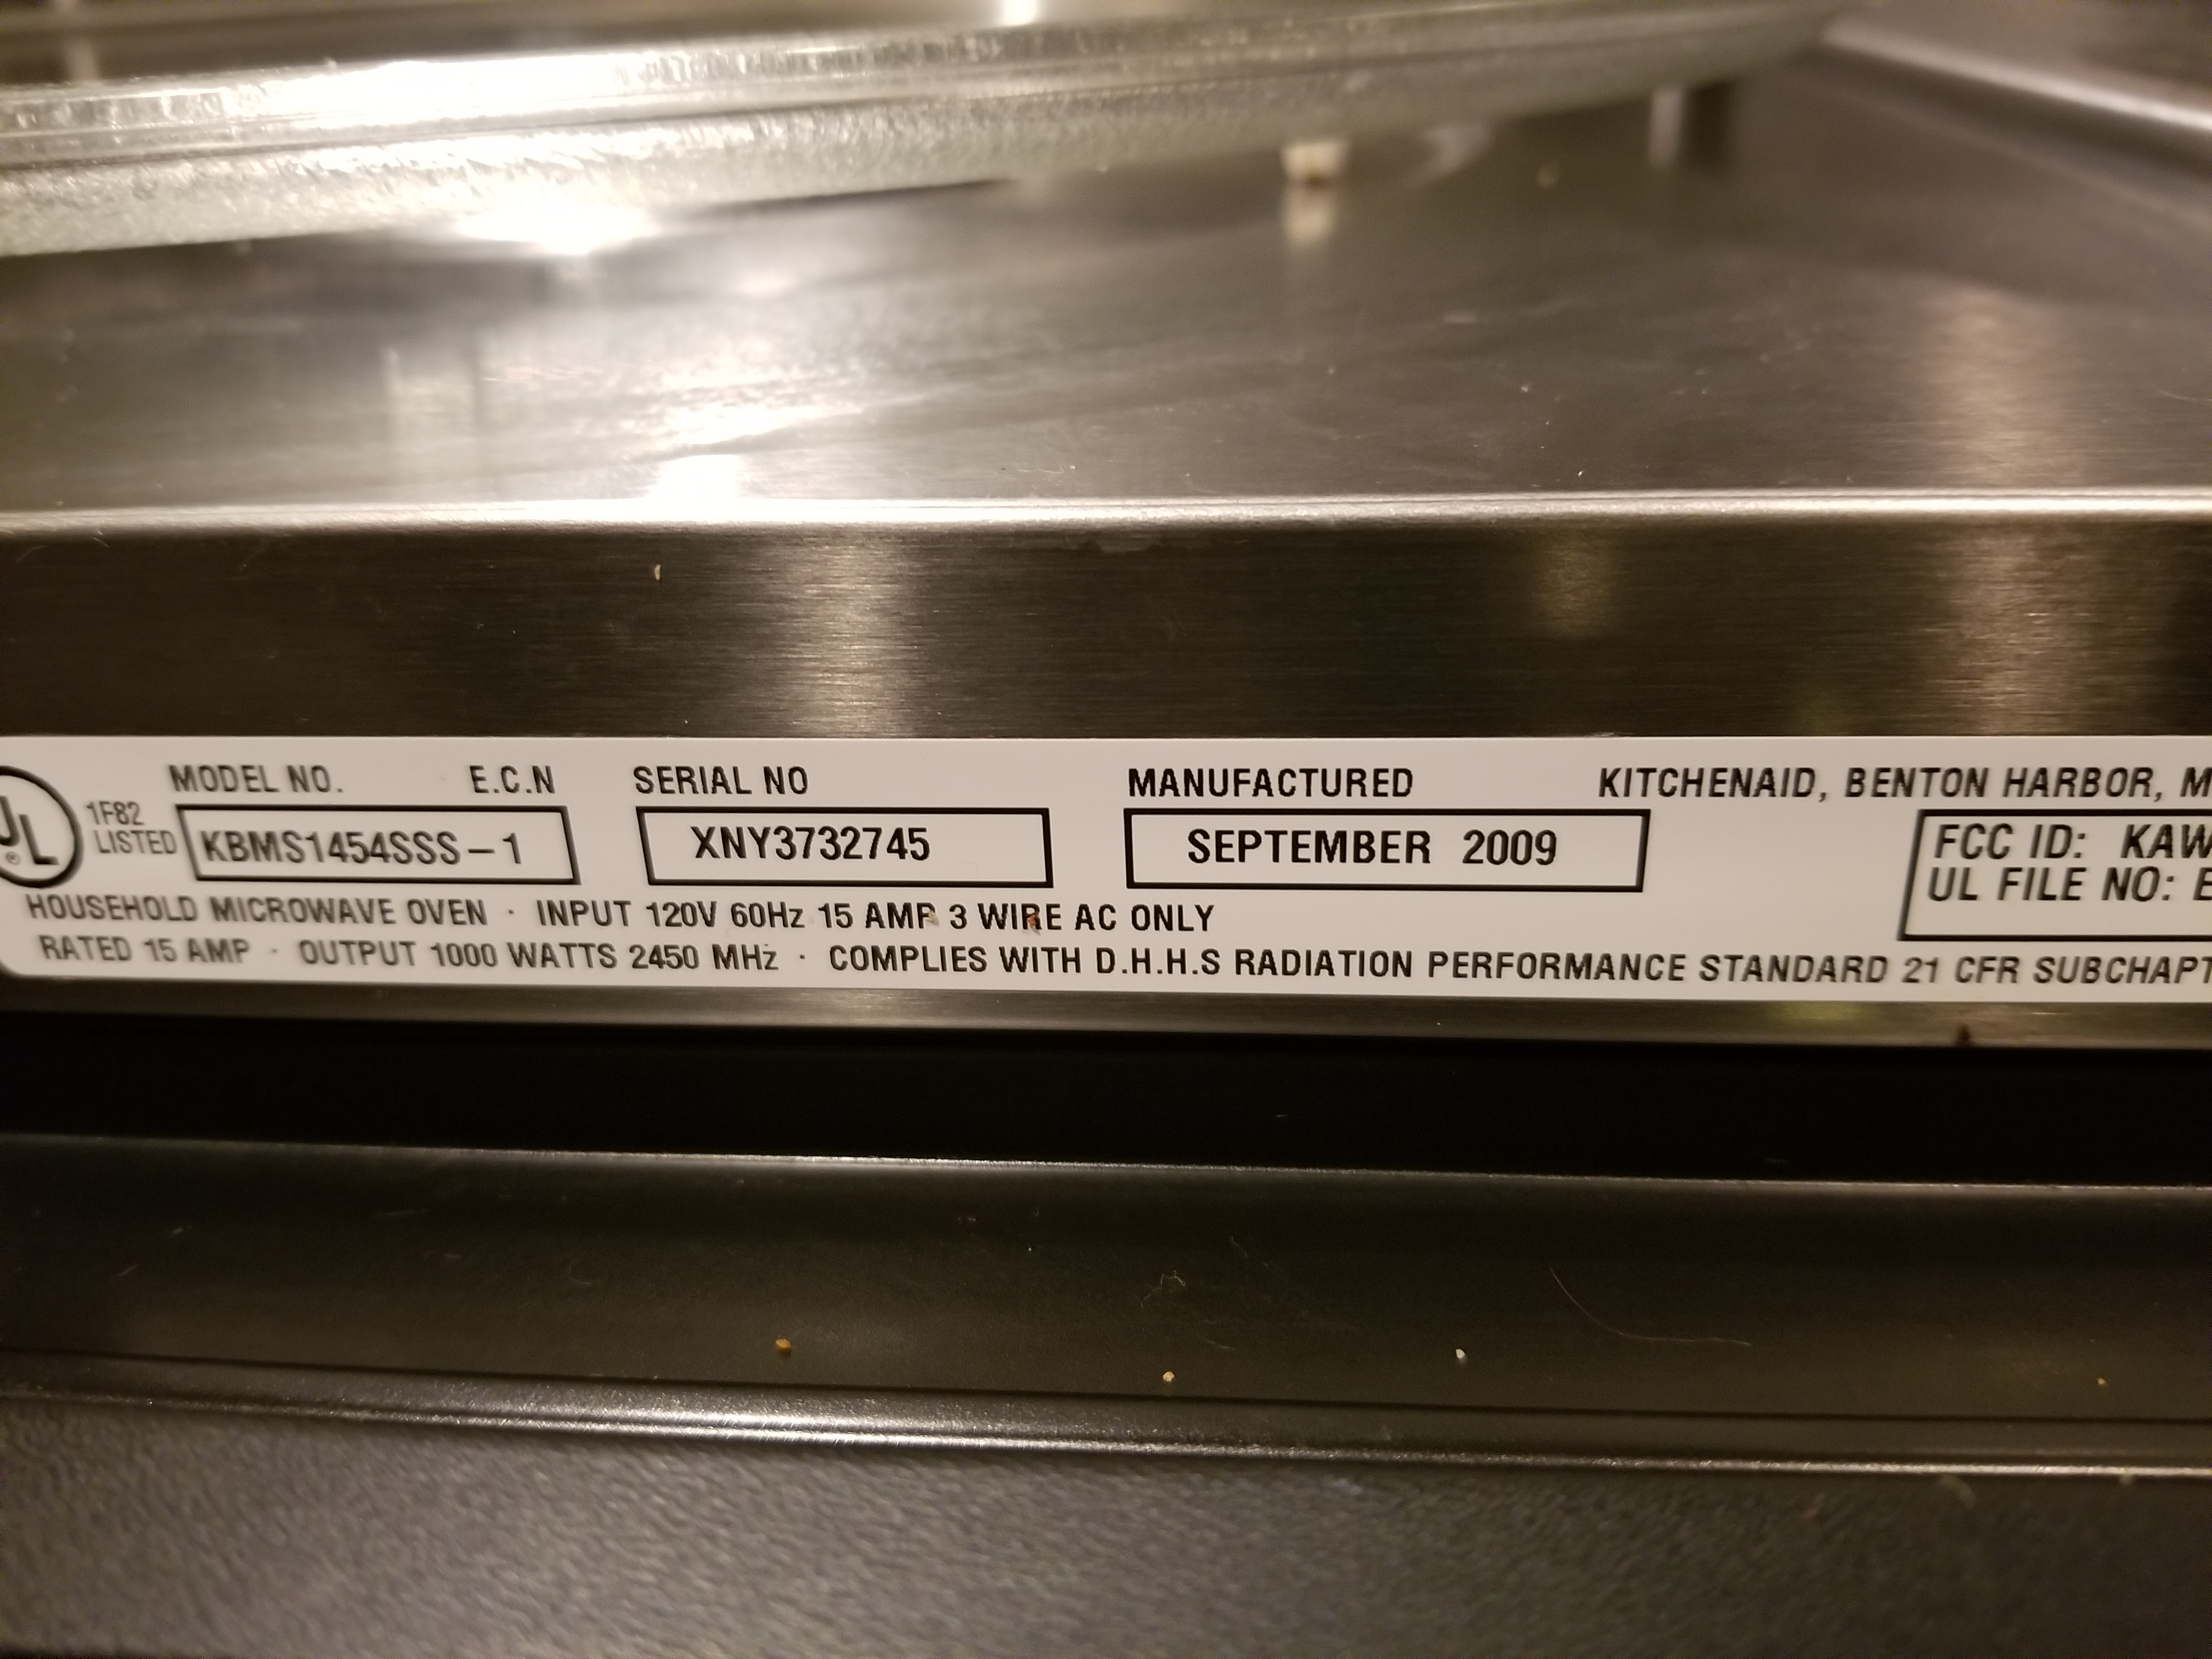 MODEL NO. E.C.N SERIAL NO MANUFACTURED KITCHENAID, BENTON HARBOR, M
UL ® 1F82 LISTED KBMS1454SSS-1 XNY3732745 SEPTEMBER 2009 FCC ID: KAW
UL FILE NO: E
HOUSEHOLD MICROWAVE OVEN · INPUT 120V 60Hz 15 AMP 3 WIRE AC ONLY
RATED 15 AMP · OUTPUT 1000 WATTS 2450 MHz · COMPLIES WITH D.H.H.S RADIATION PERFORMANCE STANDARD 21 CFR SUBCHAPT